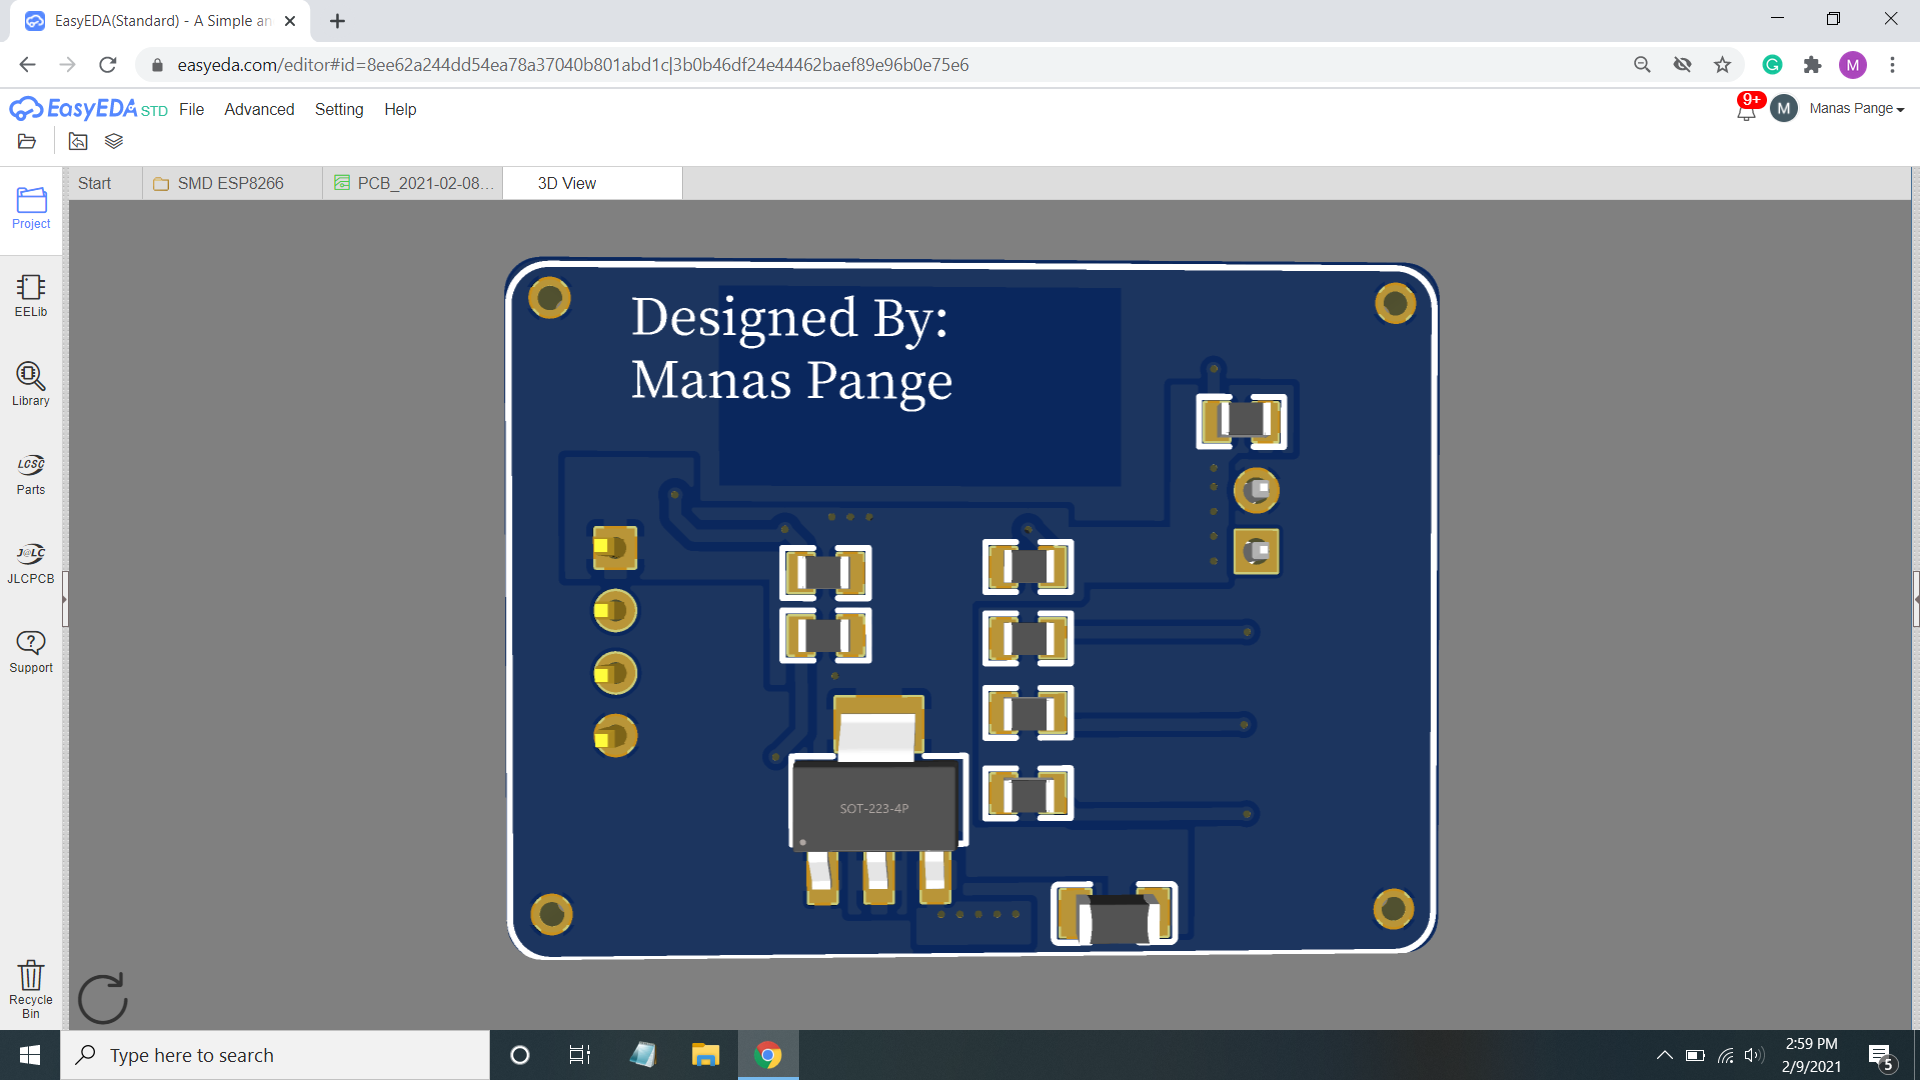 EasyEDA(Standard) - A Simple an
easyeda.com/editor#id=8ee62a244dd54ea78a37040b801abd1c|3b0b46df24e44462baef89e96b0e75e6
M
EasyEDA STD
File Advanced Setting Help
9+
M
Manas Pange
Start
SMD ESP8266
PCB_2021-02-08...
3D View
Project
EELib
Library
LCSC
Parts
J@LC
JLCPCB
Support
Recycle
Bin
Designed By:
Manas Pange
SOT-223-4P
Type here to search
2:59 PM
2/9/2021
5